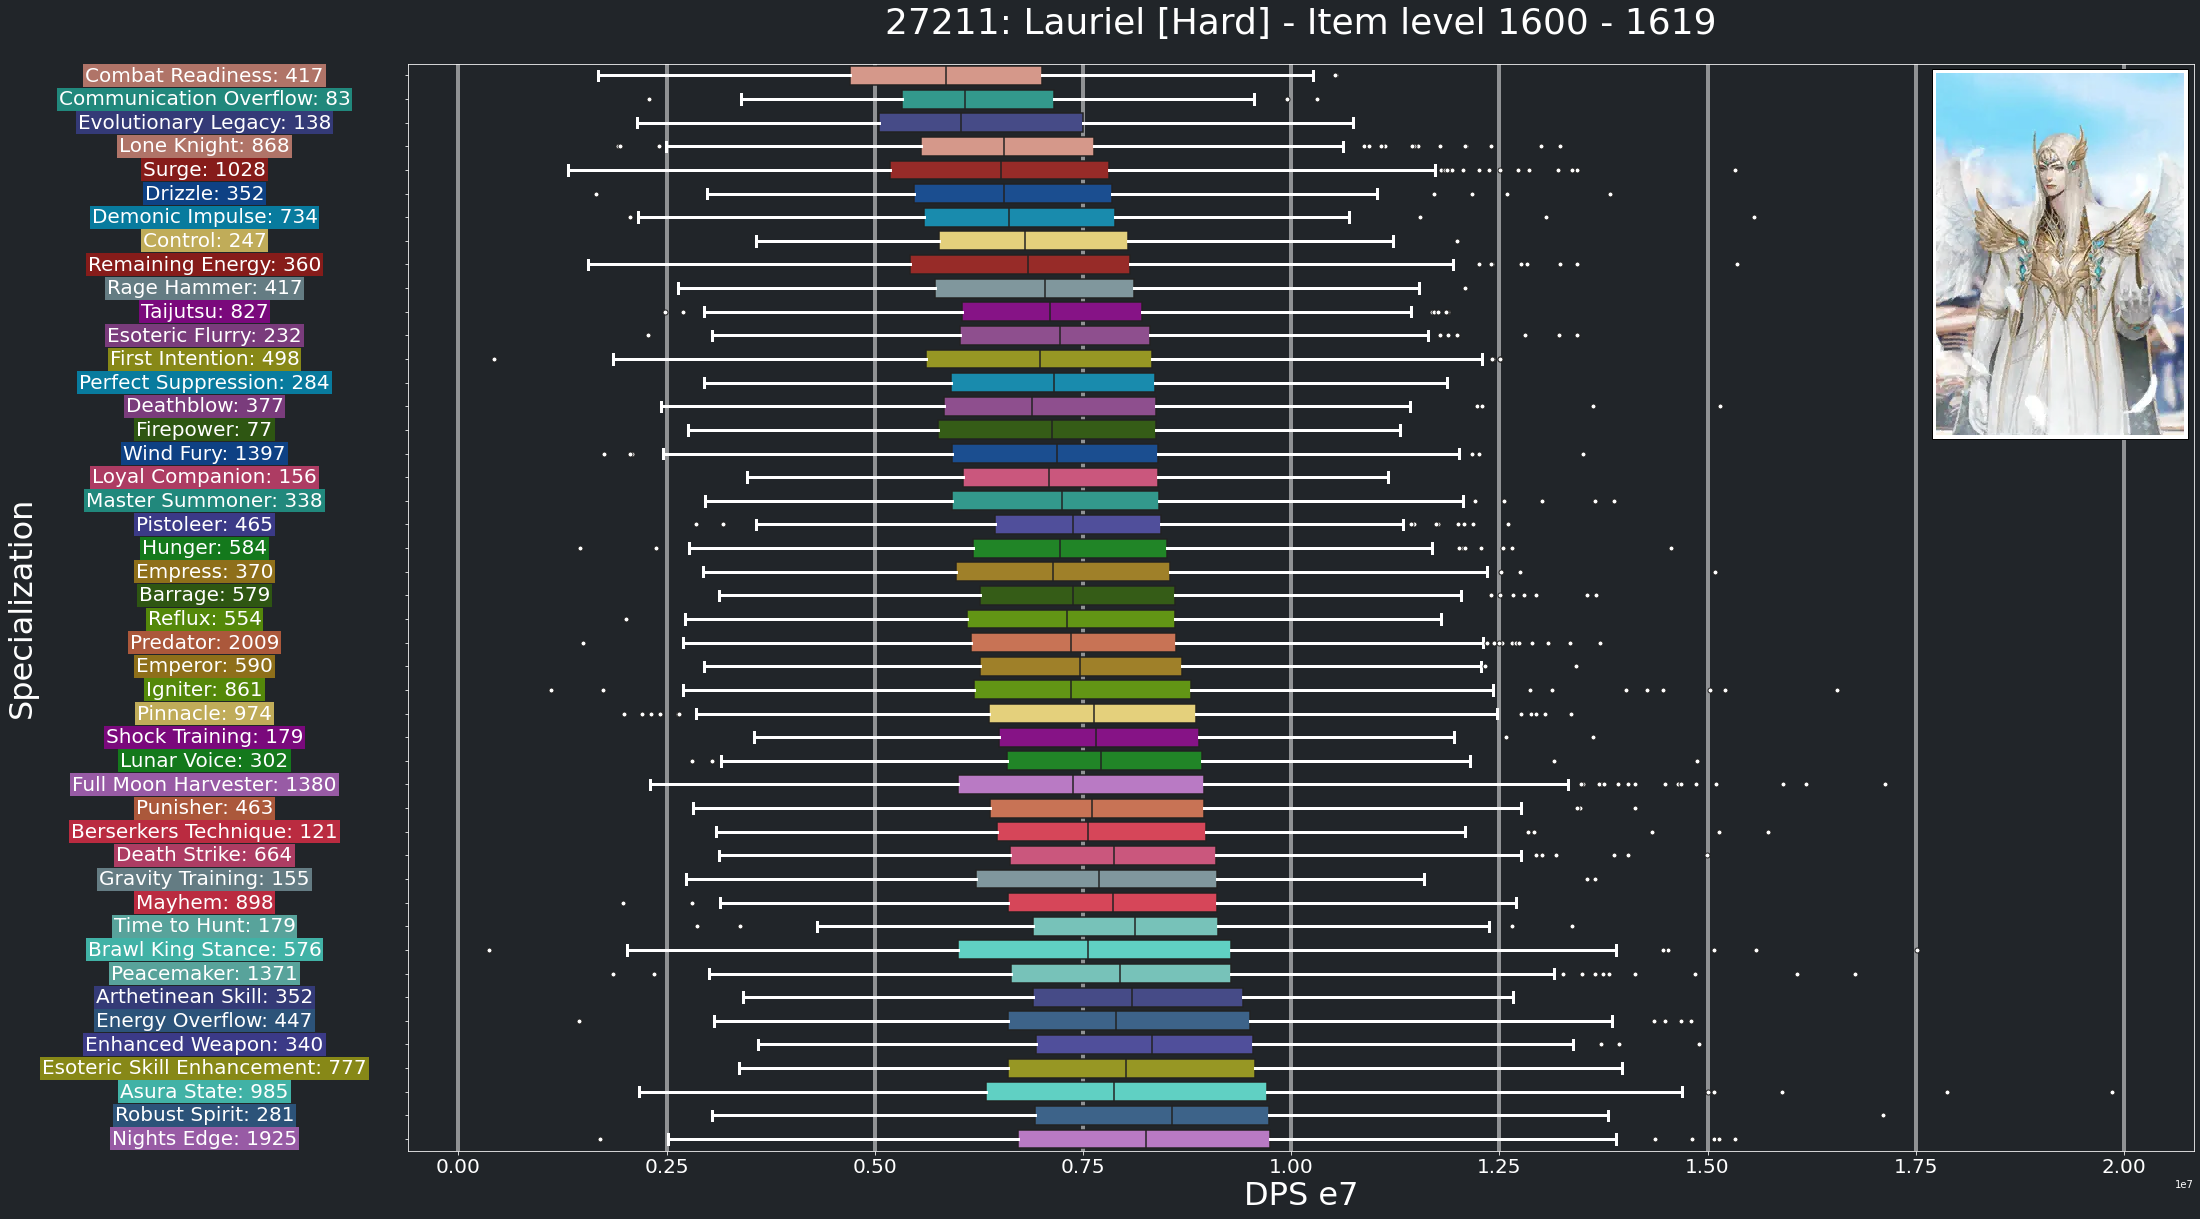 27211: Lauriel [Hard] - Item level 1600 - 1619
Specialization
Combat Readiness: 417
Communication Overflow: 83
Evolutionary Legacy: 138
Lone Knight: 868
Surge: 1028
Drizzle: 352
Demonic Impulse: 734
Control: 247
Remaining Energy: 360
Rage Hammer: 417
Taijutsu: 827
Esoteric Flurry: 232
First Intention: 498
Perfect Suppression: 284
Deathblow: 377
Firepower: 77
Wind Fury: 1397
Loyal Companion: 156
Master Summoner: 338
Pistoleer: 465
Hunger: 584
Empress: 370
Barrage: 579
Reflux: 554
Predator: 2009
Emperor: 590
Igniter: 861
Pinnacle: 974
Shock Training: 179
Lunar Voice: 302
Full Moon Harvester: 1380
Punisher: 463
Berserkers Technique: 121
Death Strike: 664
Gravity Training: 155
Mayhem: 898
Time to Hunt: 179
Brawl King Stance: 576
Peacemaker: 1371
Arthetinean Skill: 352
Energy Overflow: 447
Enhanced Weapon: 340
Esoteric Skill Enhancement: 777
Asura State: 985
Robust Spirit: 281
Nights Edge: 1925
0.00 0.25 0.50 0.75 1.00 1.25 1.50 1.75 2.00
1e7
DPS e7